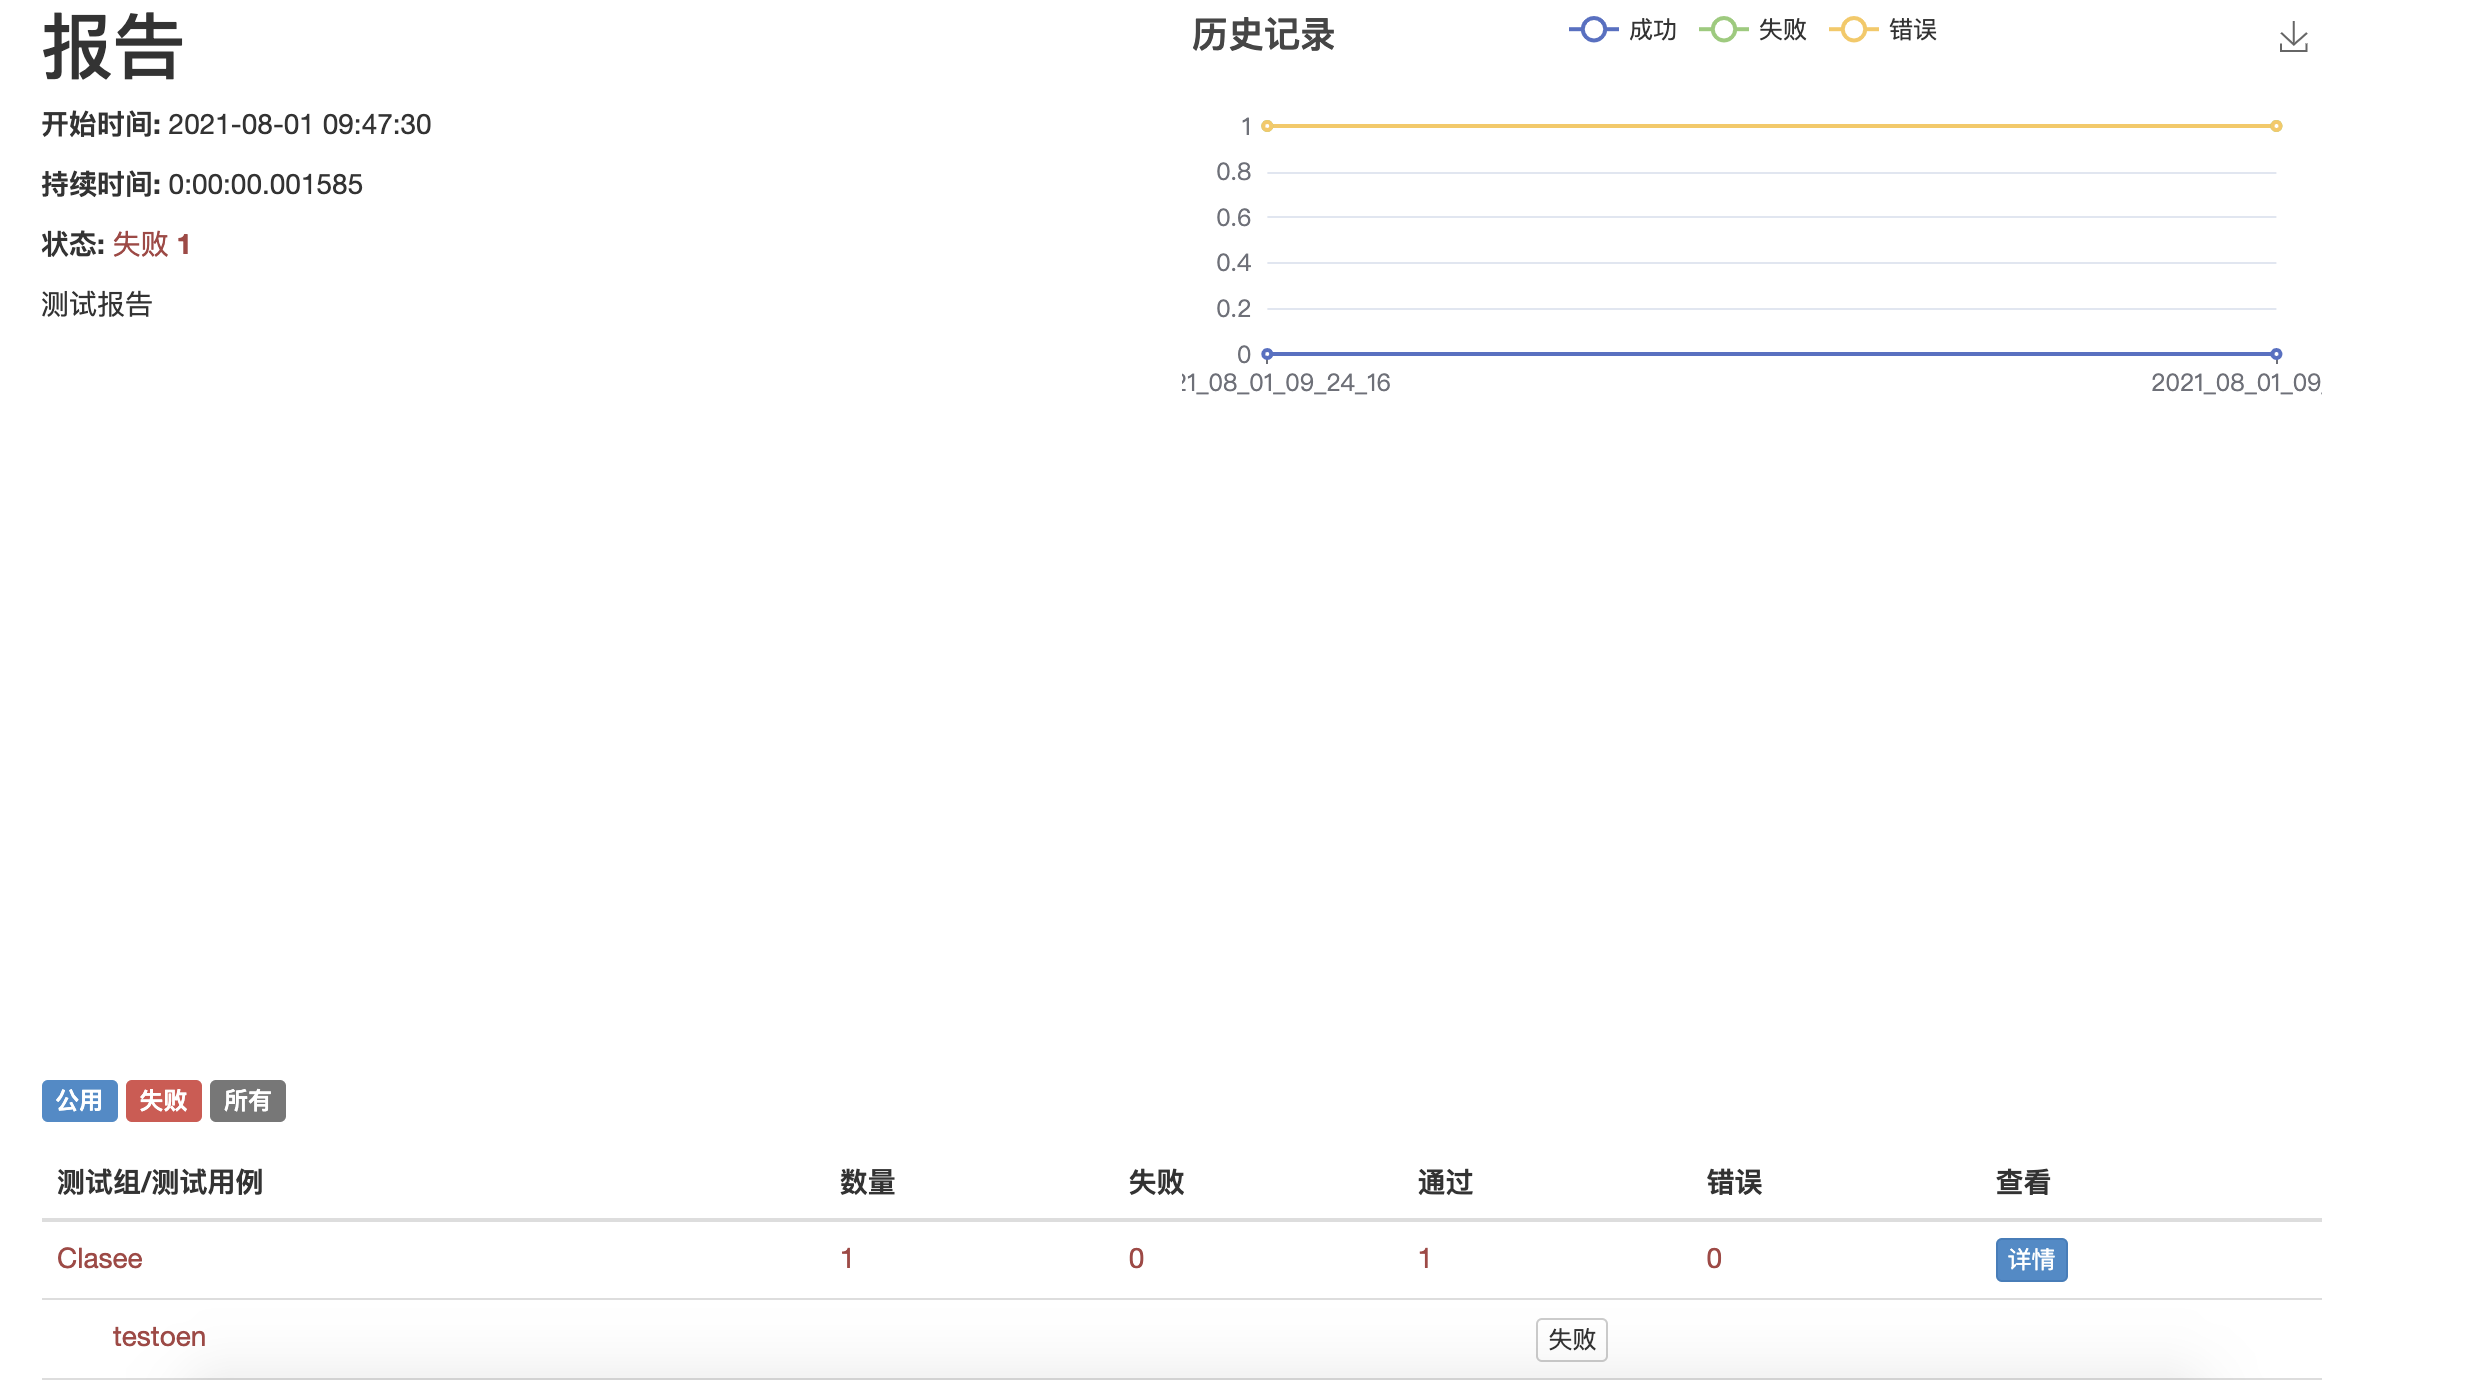 报告
开始时间: 2021-08-01 09:47:30
持续时间: 0:00:00.001585
状态: 失败 1
测试报告
历史记录
成功 失败 错误
1
0.8
0.6
0.4
0.2
0
21_08_01_09_24_16 2021_08_01_09_
公用 失败 所有
测试组/测试用例 数量 失败 通过 错误 查看
Clasee 1 0 1 0 详情
testoen 失败